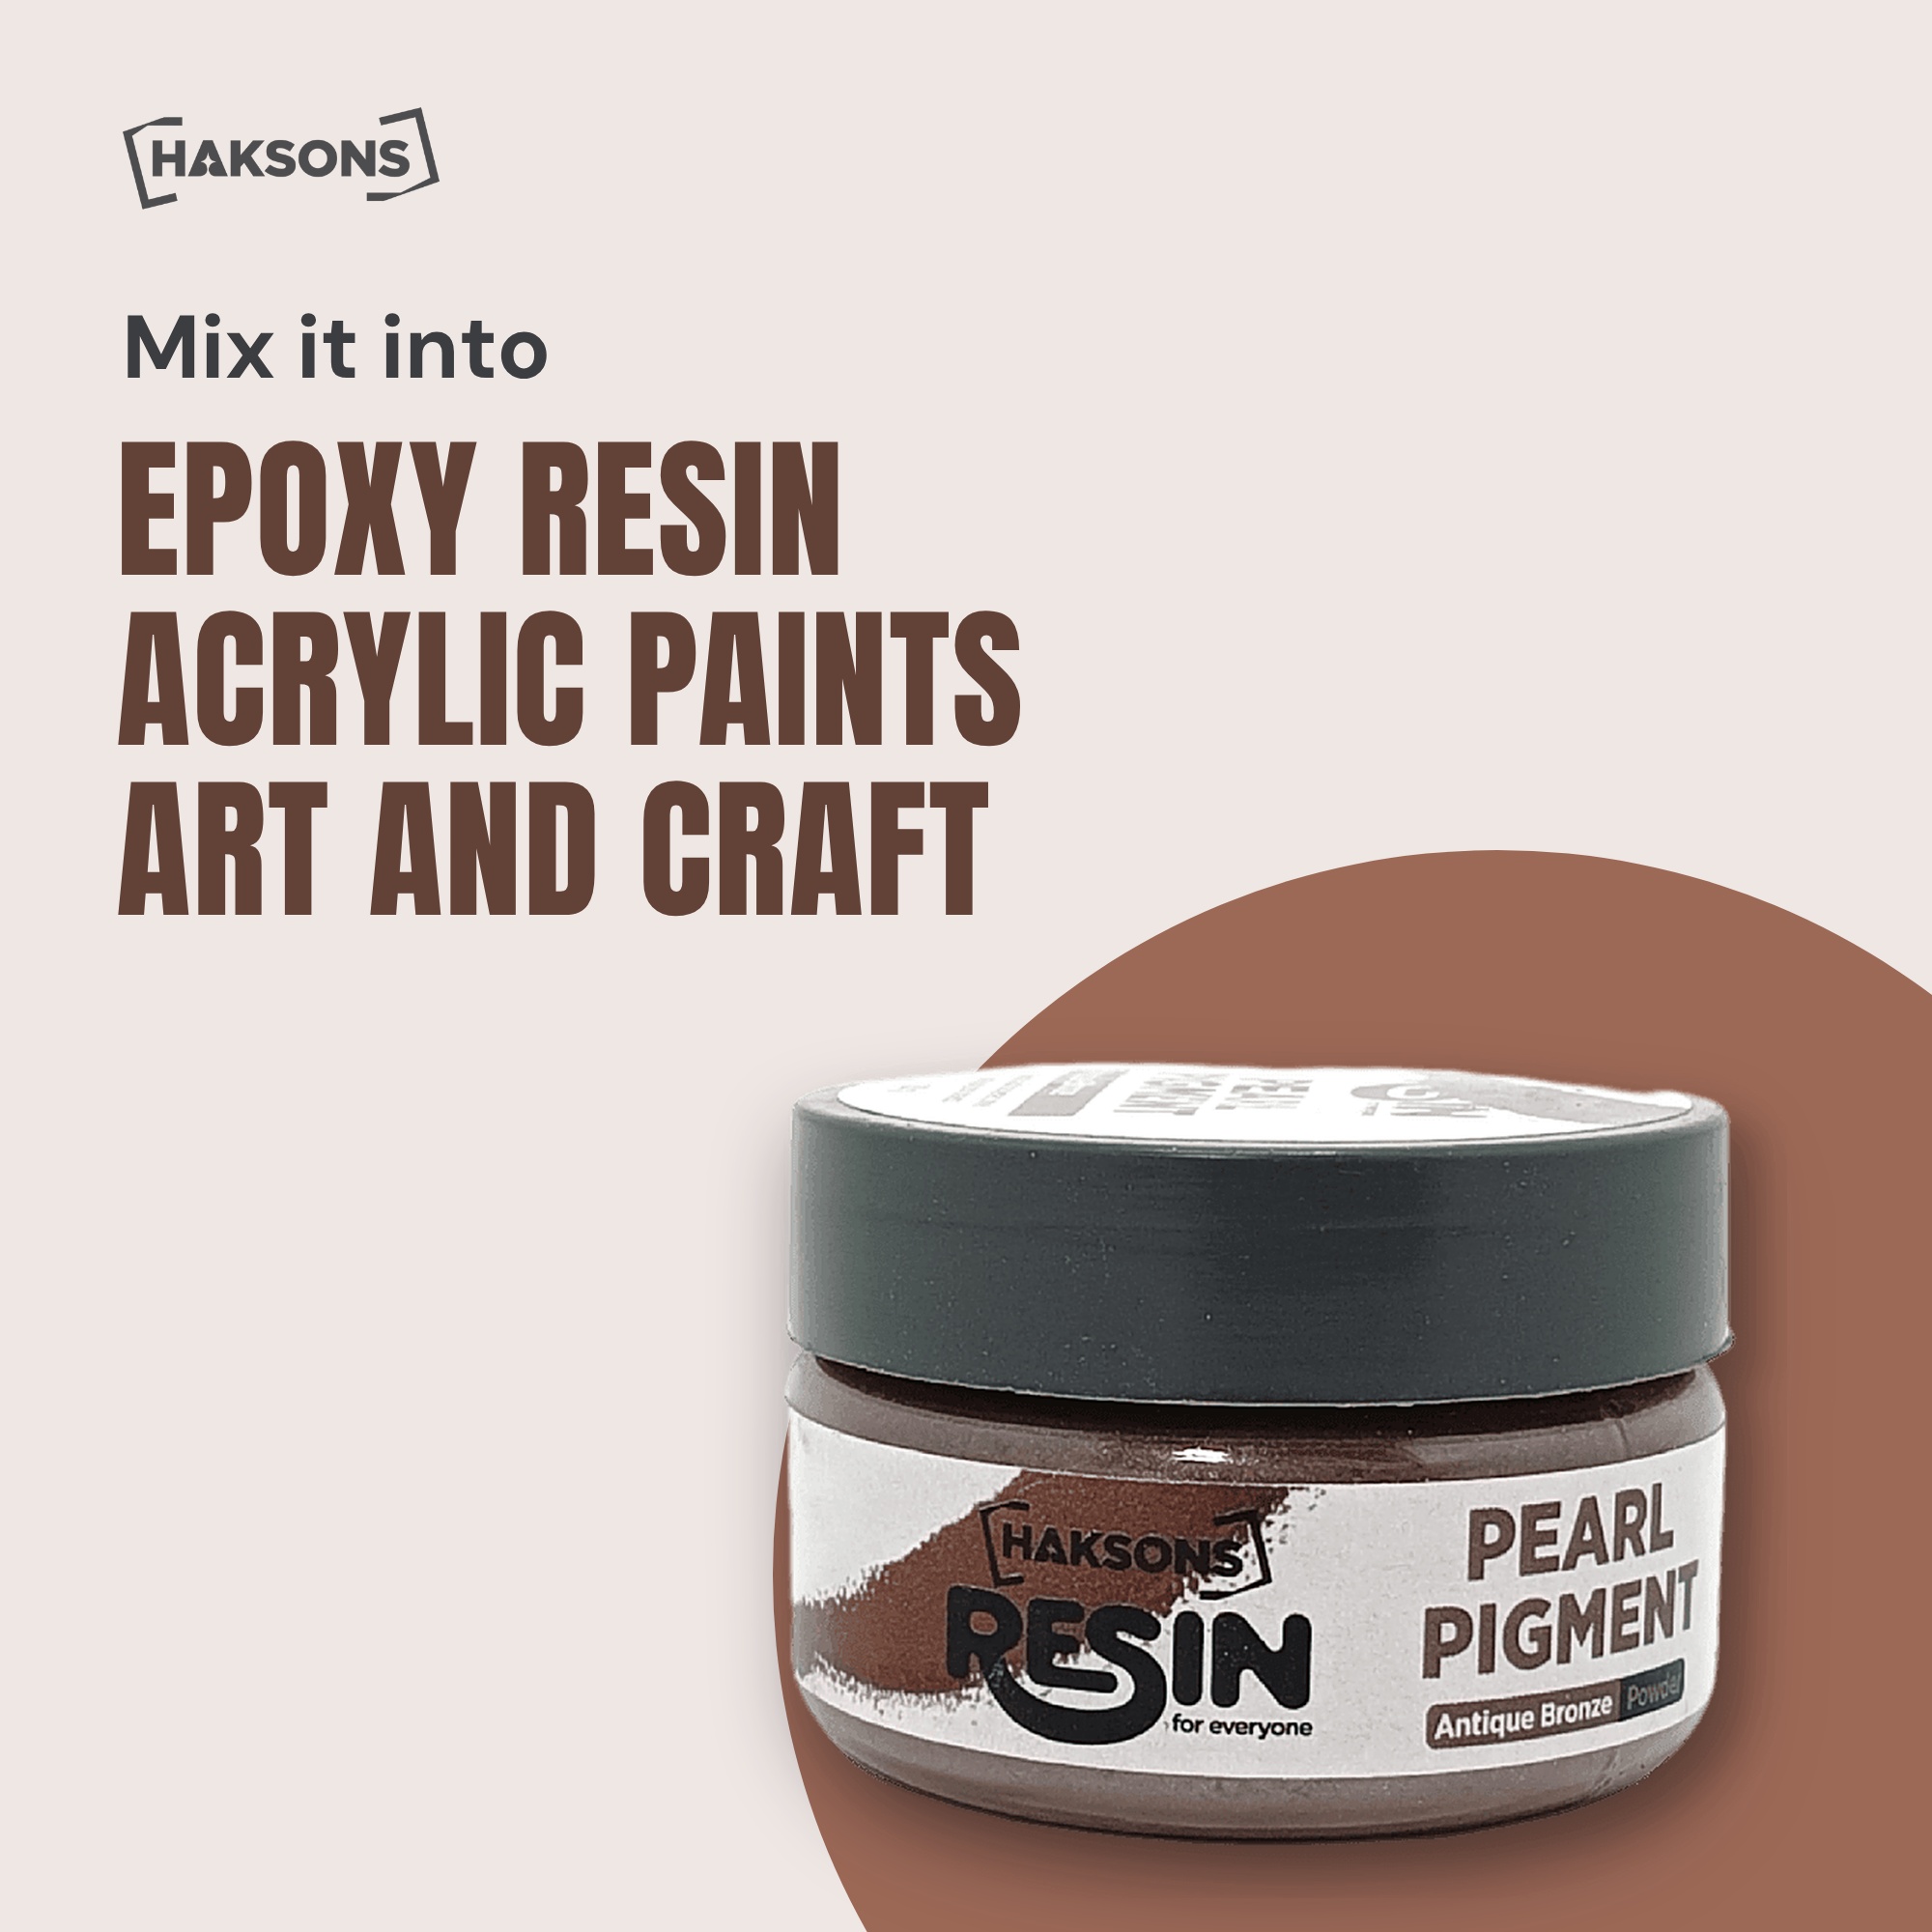 HAKSONS
Mix it into
EPOXY RESIN
ACRYLIC PAINTS
ART AND CRAFT
HAKSONS
RESIN
for everyone
PEARL
PIGMENT
Antique Bronze Powder